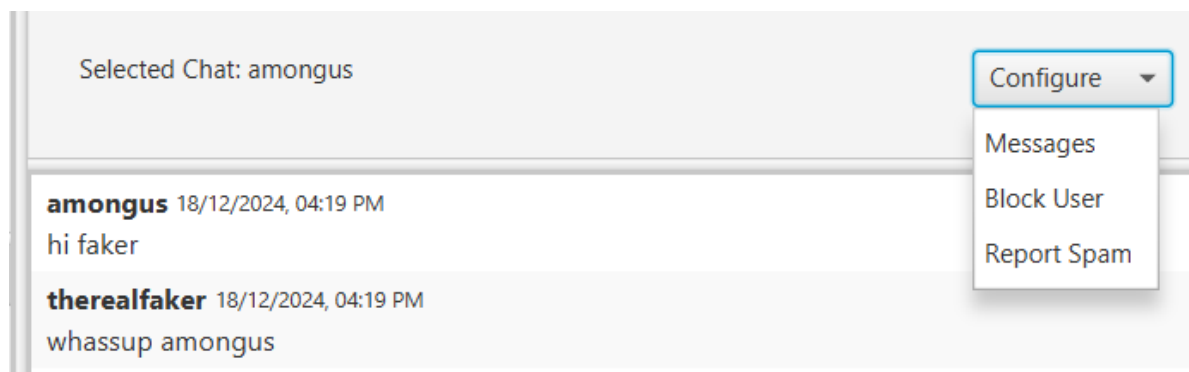 Selected Chat: amongus
Configure
Messages
Block User
Report Spam
amongus 18/12/2024, 04:19 PM
hi faker
therealfaker 18/12/2024, 04:19 PM
whassup amongus